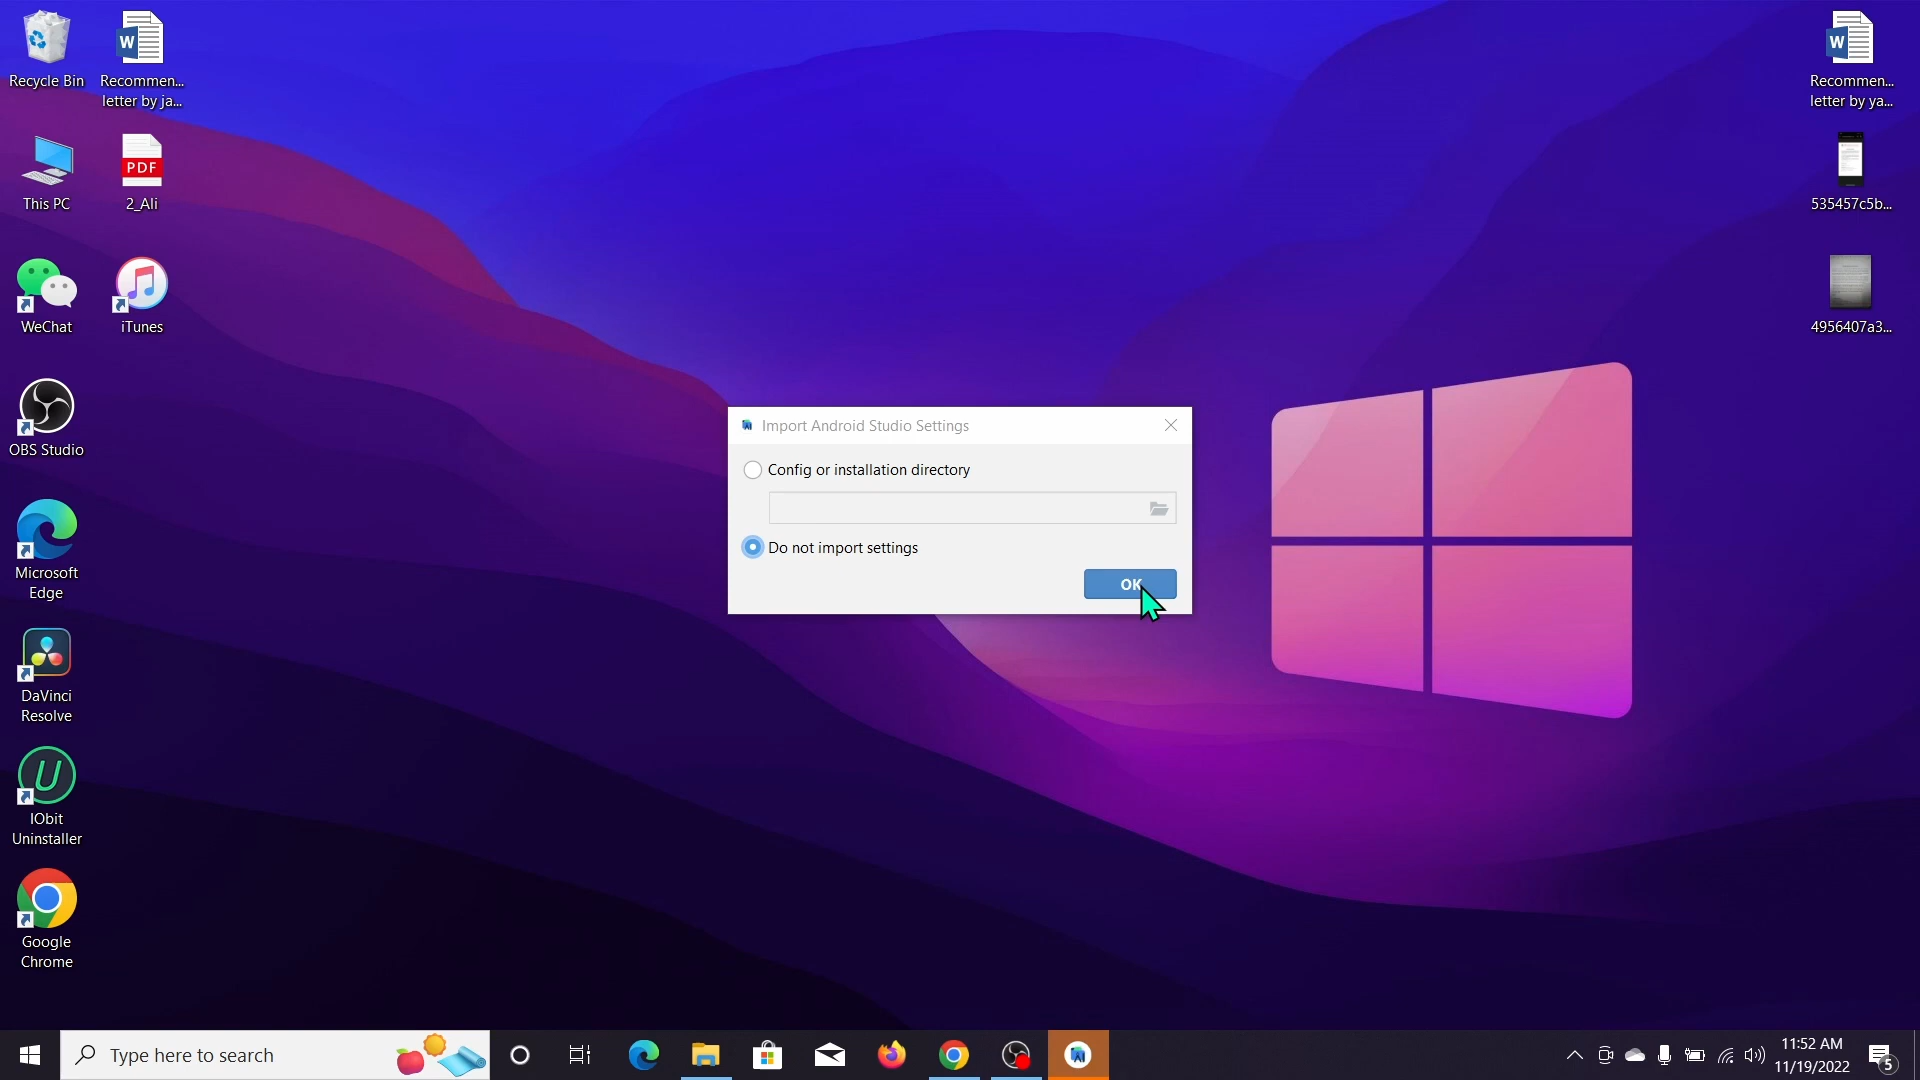 Recycle Bin
Recommen...
letter by ja...
This PC
PDF
2_Ali
WeChat
iTunes
OBS Studio
Microsoft
Edge
DaVinci
Resolve
IObit
Uninstaller
Google
Chrome
Import Android Studio Settings
Config or installation directory
Do not import settings
OK
Recommen...
letter by ya...
535457c5b...
4956407a3...
Type here to search
11:52 AM
11/19/2022
5